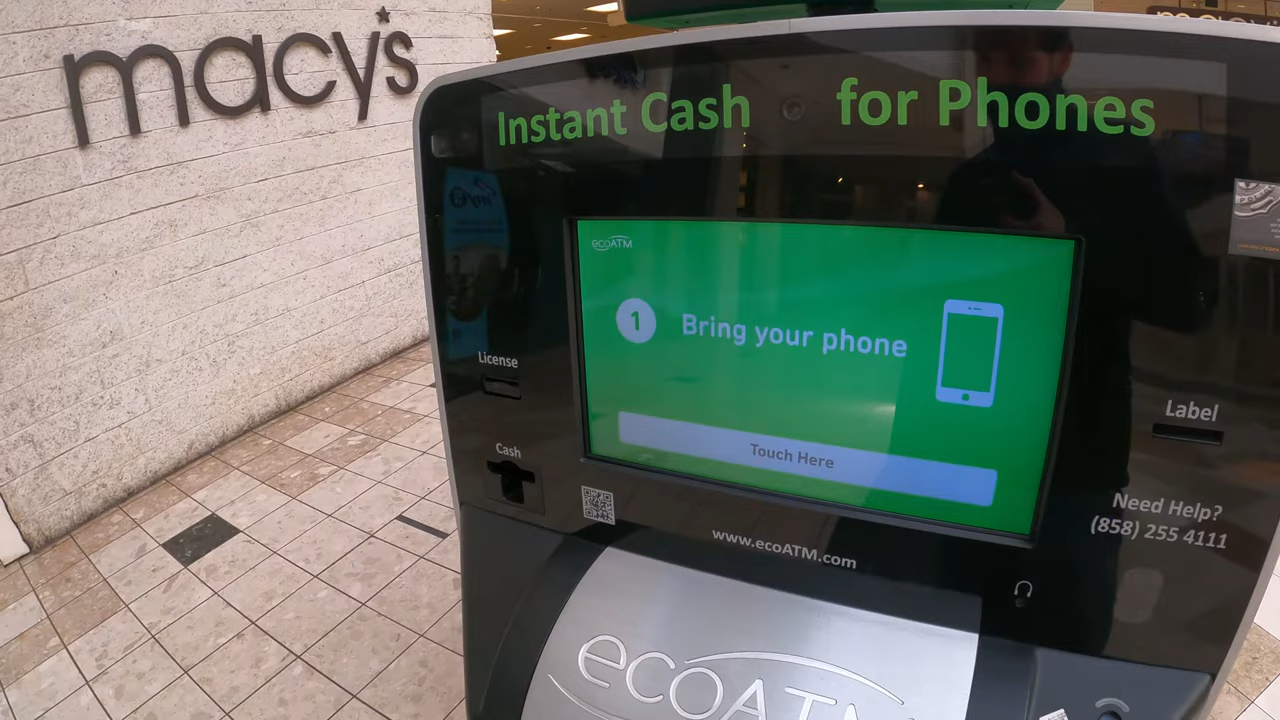 macy's
Instant Cash for Phones
ecoATM
1
Bring your phone
Touch Here
License
Cash
Label
Need Help?
(858) 255 4111
www.ecoATM.com
ecoATM